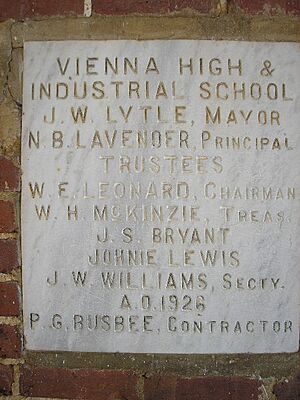 VIENNA HIGH &
INDUSTRIAL SCHOOL
J. W. LYTLE, MAYOR
N. B. LAVENDER, PRINCIPAL
TRUSTEES
W. E. LEONARD, CHAIRMAN
W. H. MCKINZIE, TREAS.
J. S. BRYANT
JOHNIE LEWIS
J. W. WILLIAMS, SECTY.
A.D. 1926
P. G. BUSBEE, CONTRACTOR